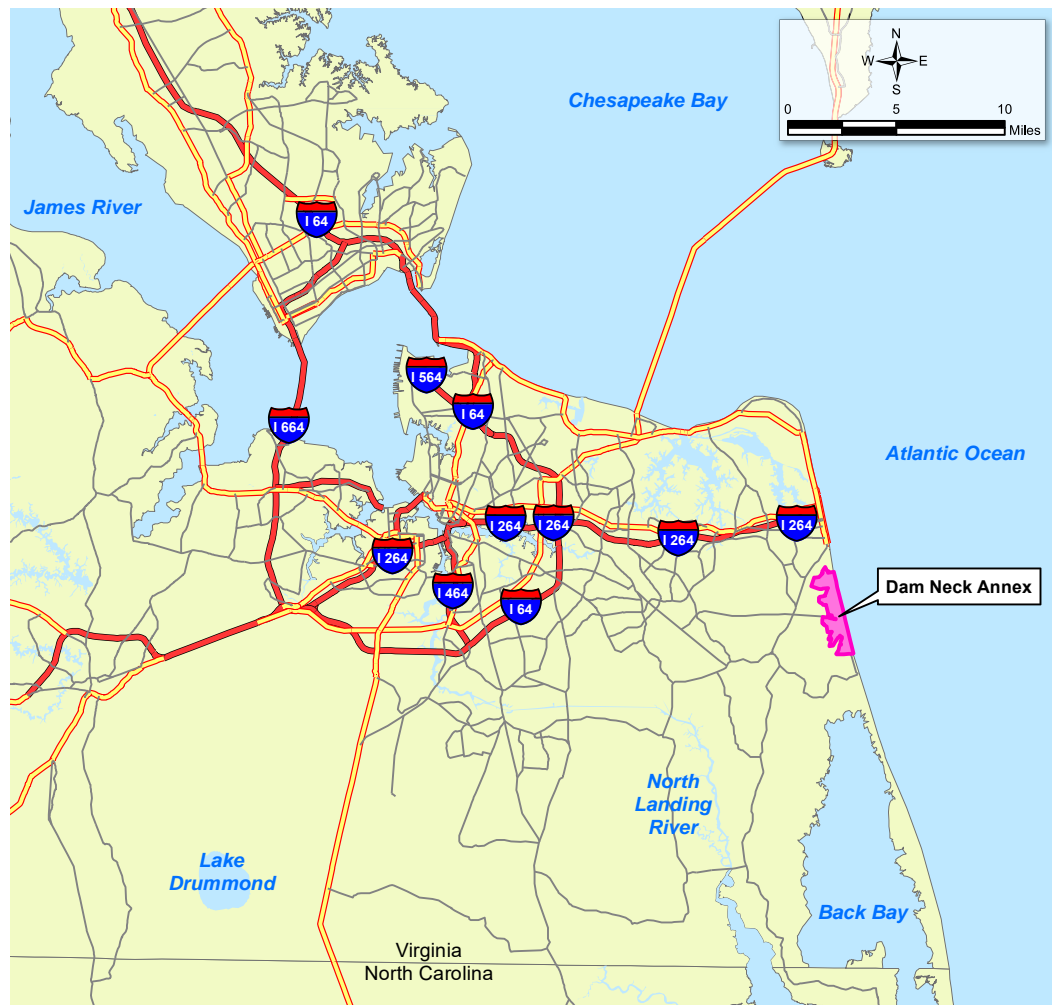 N
W
E
S
0
5
10
Miles
Chesapeake Bay
James River
I 64
I 564
I 64
I 664
Atlantic Ocean
I 264
I 264
I 264
I 264
I 264
I 464
I 64
Dam Neck Annex
North
Landing
River
Lake
Drummond
Back Bay
Virginia
North Carolina